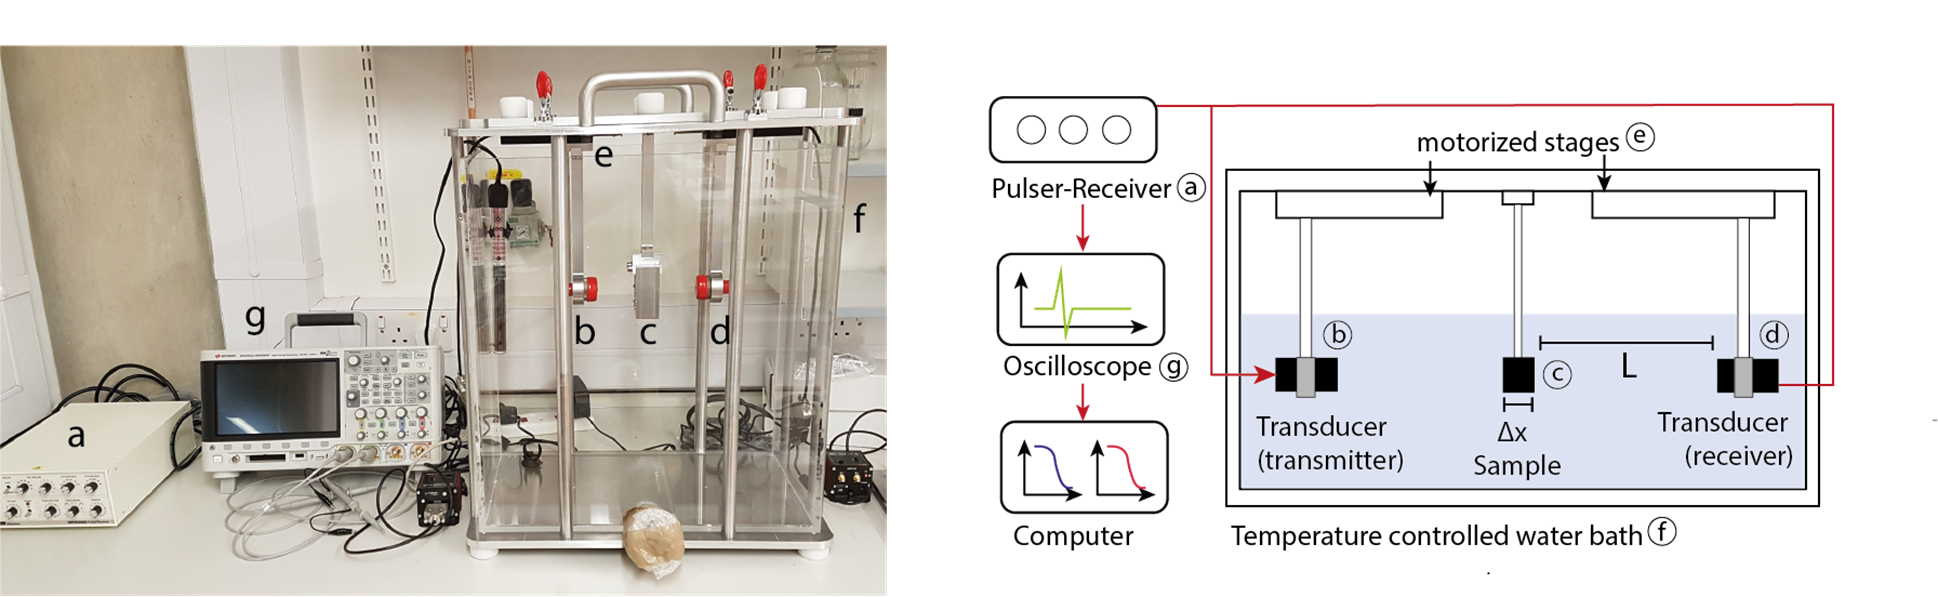 a
b
c
d
e
f
g
Pulser-Receiver a
Oscilloscope g
Computer
motorized stages e
b
c
d
L
Δx
Sample
Transducer
(transmitter)
Transducer
(receiver)
Temperature controlled water bath f